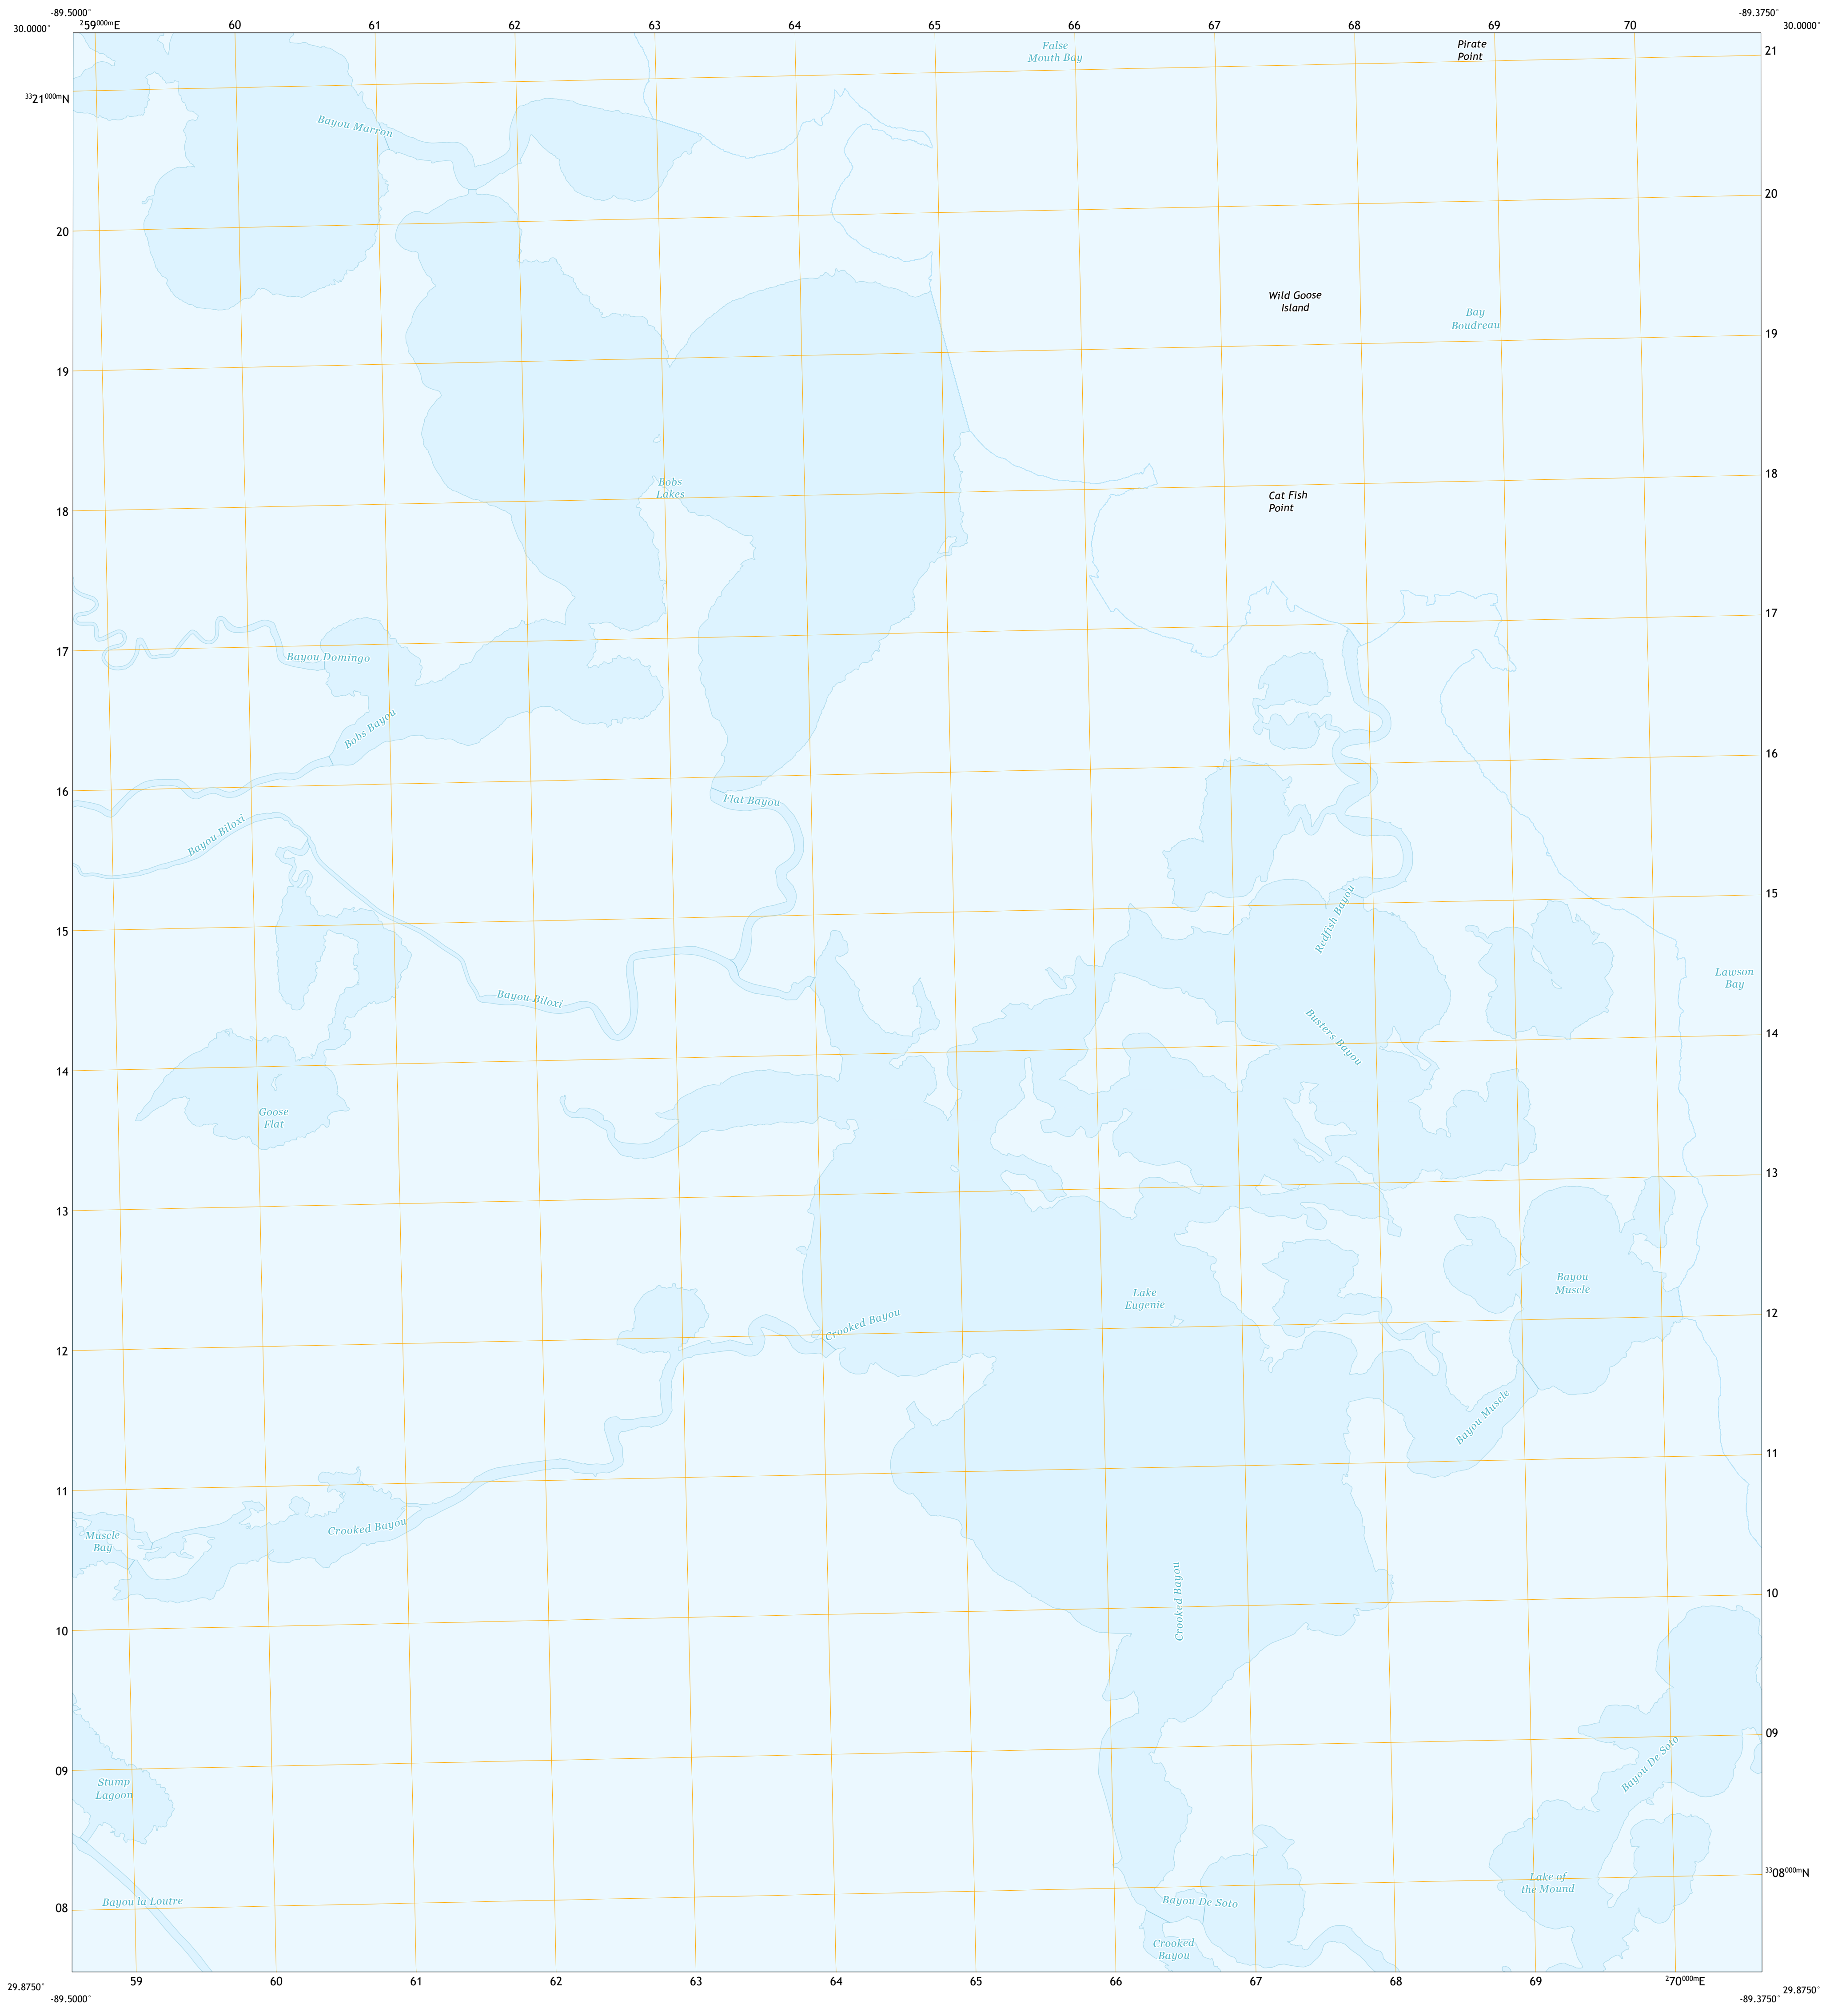 -89.5000°
-89.3750°
30.0000°
²59⁰⁰⁰ᵐE 60 61 62 63 64 65 66 67 68 69 70
30.0000°
False
Mouth Bay
Pirate
Point
21
³³21⁰⁰⁰ᵐN
Bayou Marron
20
20
Wild Goose
Island
Bay
Boudreau
19
19
Bobs
Lakes
18
Cat Fish
Point
18
17
17
Bayou Domingo
Bobs Bayou
16
16
Flat Bayou
Bayou Biloxi
15
Redfish Bayou
15
Lawson
Bay
Bayou Biloxi
Busters Bayou
14
14
Goose
Flat
13
13
Bayou
Muscle
Lake
Eugenie
12
Crooked Bayou
12
Bayou Muscle
11
11
Crooked Bayou
Muscle
Bay
Crooked Bayou
10
10
09
Bayou De Soto
09
Stump
Lagoon
Lake of
the Mound
³³08⁰⁰⁰ᵐN
Bayou la Loutre
Bayou De Soto
08
Crooked
Bayou
59 60 61 62 63 64 65 66 67 68 69 ²70⁰⁰⁰ᵐE
29.8750°
29.8750°
-89.5000°
-89.3750°